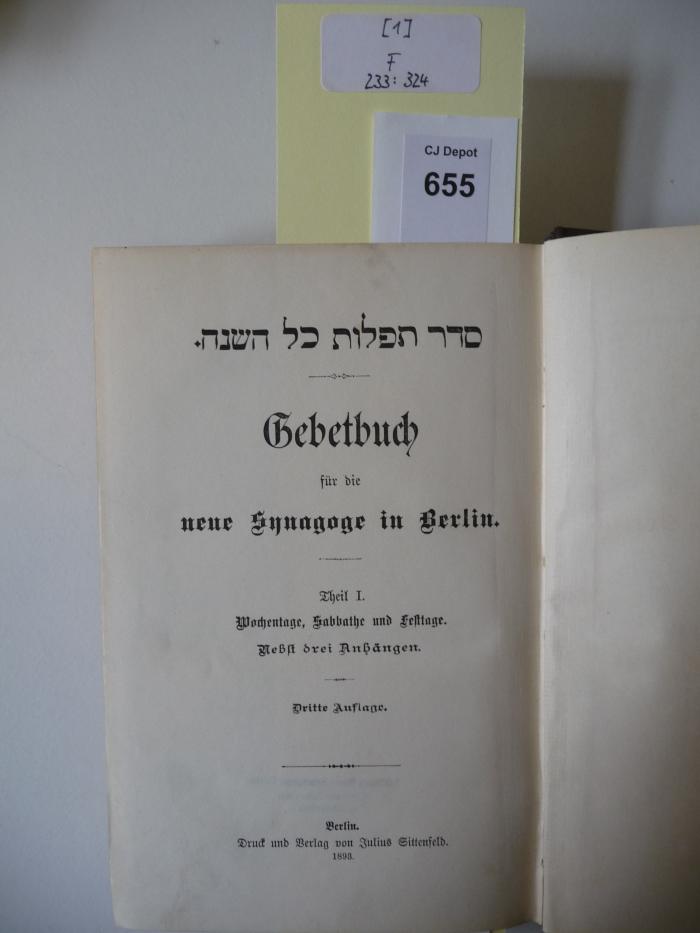 [1]
F
233: 324
CJ Depot
655
סדר תפלות כל השנה.
Gebetbuch
für die
neue Synagoge in Berlin.
Theil I.
Wochentage, Sabbathe und Festtage.
Nebst drei Anhängen.
Dritte Auflage.
Berlin.
Druck und Verlag von Julius Sittenfeld.
1893.